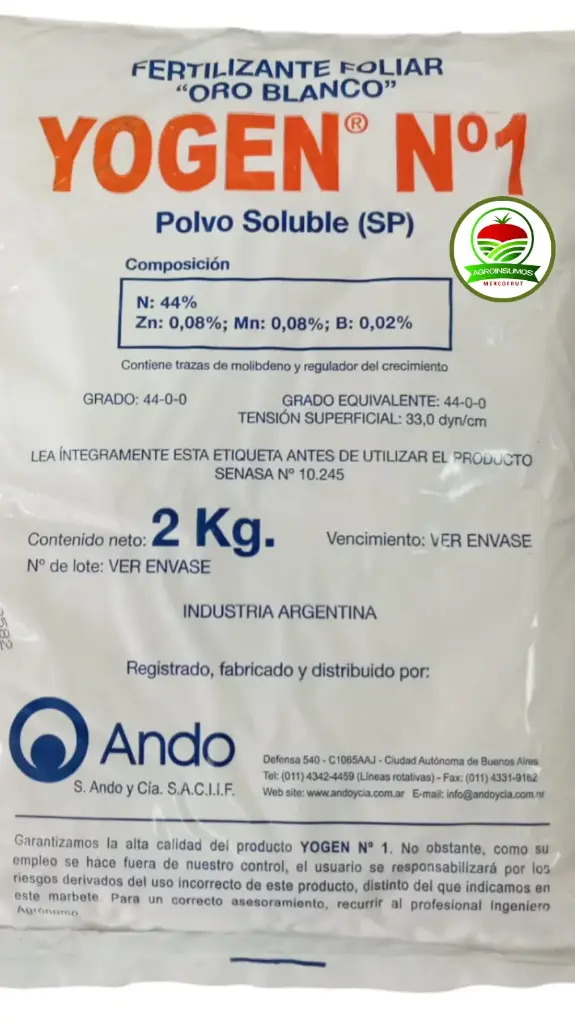 FERTILIZANTE FOLIAR
“ORO BLANCO”
YOGEN® Nº1
Polvo Soluble (SP)
AGROINSUMOS
MERCOFRUT
Composición
N: 44%
Zn: 0,08%; Mn: 0,08%; B: 0,02%
Contiene trazas de molibdeno y regulador del crecimiento
GRADO: 44-0-0
GRADO EQUIVALENTE: 44-0-0
TENSIÓN SUPERFICIAL: 33,0 dyn/cm
LEA ÍNTEGRAMENTE ESTA ETIQUETA ANTES DE UTILIZAR EL PRODUCTO
SENASA Nº 10.245
Contenido neto: 2 Kg.
Vencimiento: VER ENVASE
Nº de lote: VER ENVASE
INDUSTRIA ARGENTINA
Registrado, fabricado y distribuido por:
Ando
S. Ando y Cía. S.A.C.I.I.F.
Defensa 540 - C1065AAJ - Ciudad Autónoma de Buenos Aires
Tel: (011) 4342-4459 (Líneas rotativas) - Fax: (011) 4331-9162
Web site: www.andoycia.com.ar E-mail: info@andoycia.com.ar
Garantizamos la alta calidad del producto YOGEN Nº 1. No obstante, como su
empleo se hace fuera de nuestro control, el usuario se responsabilizará por los
riesgos derivados del uso incorrecto de este producto, distinto del que indicamos en
este marbete. Para un correcto asesoramiento, recurrir al profesional Ingeniero
Agrónomo